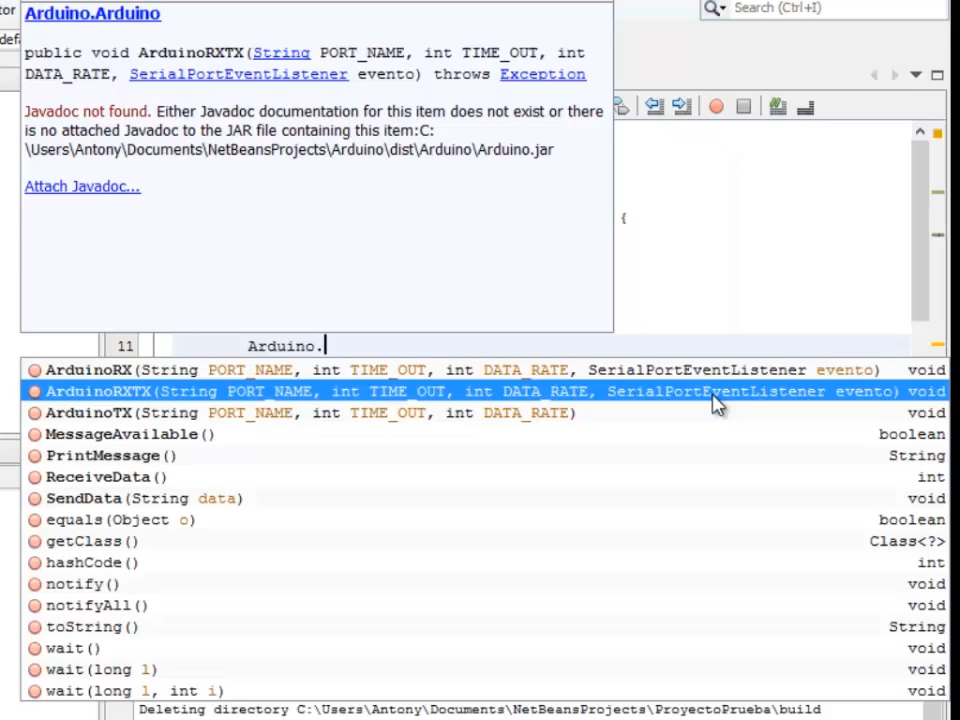 tor
Arduino.Arduino
Search (Ctrl+I)
defa
public void ArduinoRXTX(String PORT_NAME, int TIME_OUT, int
DATA_RATE, SerialPortEventListener evento) throws Exception
Javadoc not found. Either Javadoc documentation for this item does not exist or there
is no attached Javadoc to the JAR file containing this item:C:
\Users\Antony\Documents\NetBeansProjects\Arduino\dist\Arduino\Arduino.jar
Attach Javadoc...
{
11 Arduino.
ArduinoRX(String PORT_NAME, int TIME_OUT, int DATA_RATE, SerialPortEventListener evento) void
ArduinoRXTX(String PORT_NAME, int TIME_OUT, int DATA_RATE, SerialPortEventListener evento) void
ArduinoTX(String PORT_NAME, int TIME_OUT, int DATA_RATE) void
MessageAvailable() boolean
PrintMessage() String
ReceiveData() int
SendData(String data) void
equals(Object o) boolean
getClass() Class<?>
hashCode() int
notify() void
notifyAll() void
toString() String
wait() void
wait(long l) void
wait(long l, int i) void
Deleting directory C:\Users\Antony\Documents\NetBeansProjects\ProyectoPrueba\build